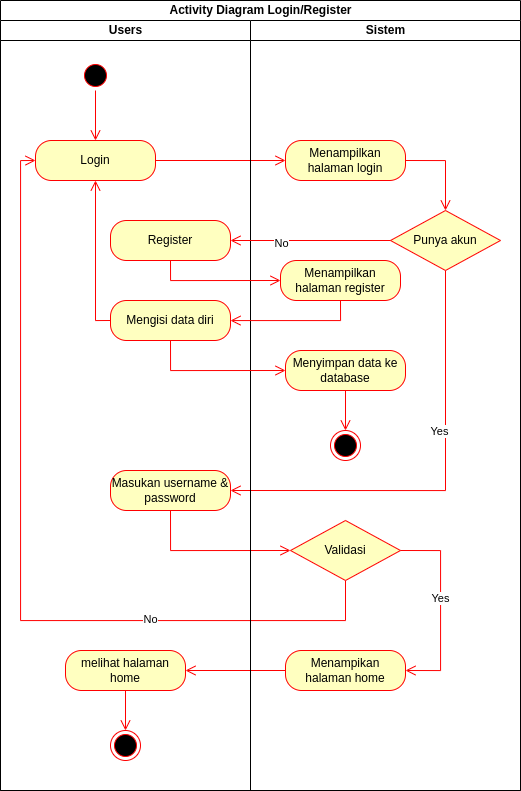 Activity Diagram Login/Register
Users
Sistem
Login
Menampilkan
halaman login
Register
No
Punya akun
Menampilkan
halaman register
Mengisi data diri
Menyimpan data ke
database
Yes
Masukan username &
password
Validasi
Yes
No
melihat halaman
home
Menampikan
halaman home